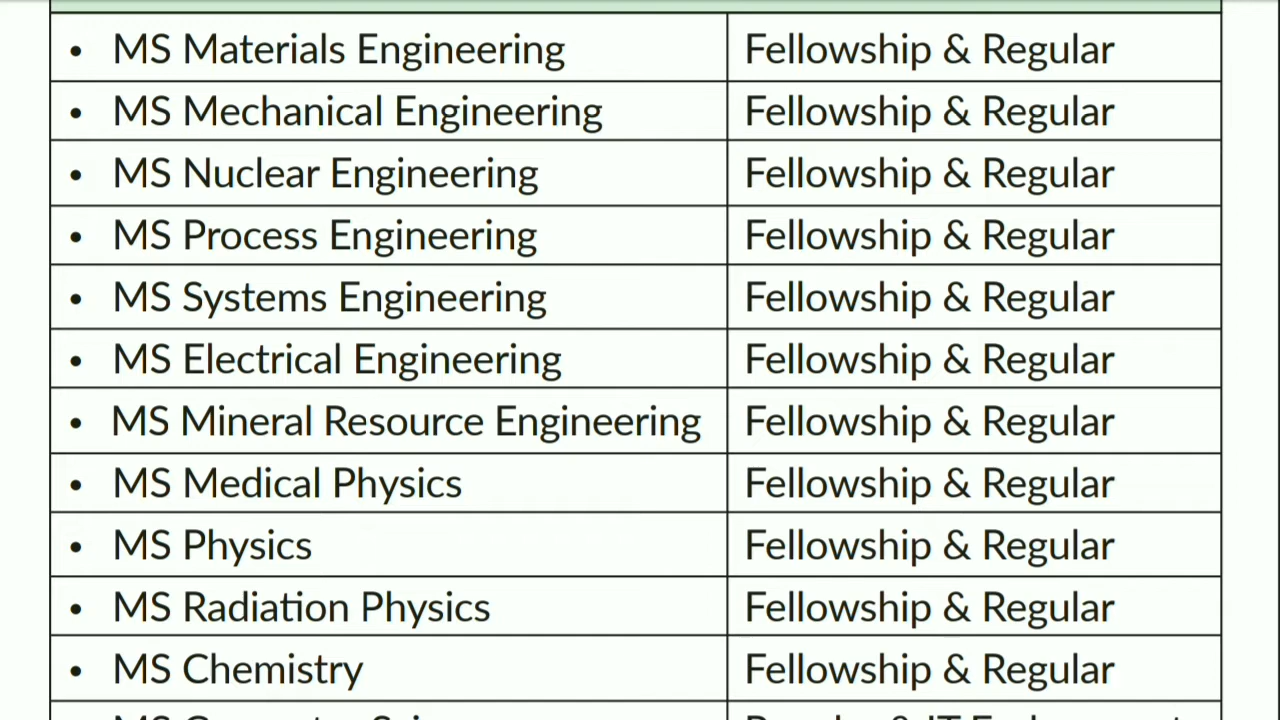 • MS Materials Engineering Fellowship & Regular
• MS Mechanical Engineering Fellowship & Regular
• MS Nuclear Engineering Fellowship & Regular
• MS Process Engineering Fellowship & Regular
• MS Systems Engineering Fellowship & Regular
• MS Electrical Engineering Fellowship & Regular
• MS Mineral Resource Engineering Fellowship & Regular
• MS Medical Physics Fellowship & Regular
• MS Physics Fellowship & Regular
• MS Radiation Physics Fellowship & Regular
• MS Chemistry Fellowship & Regular